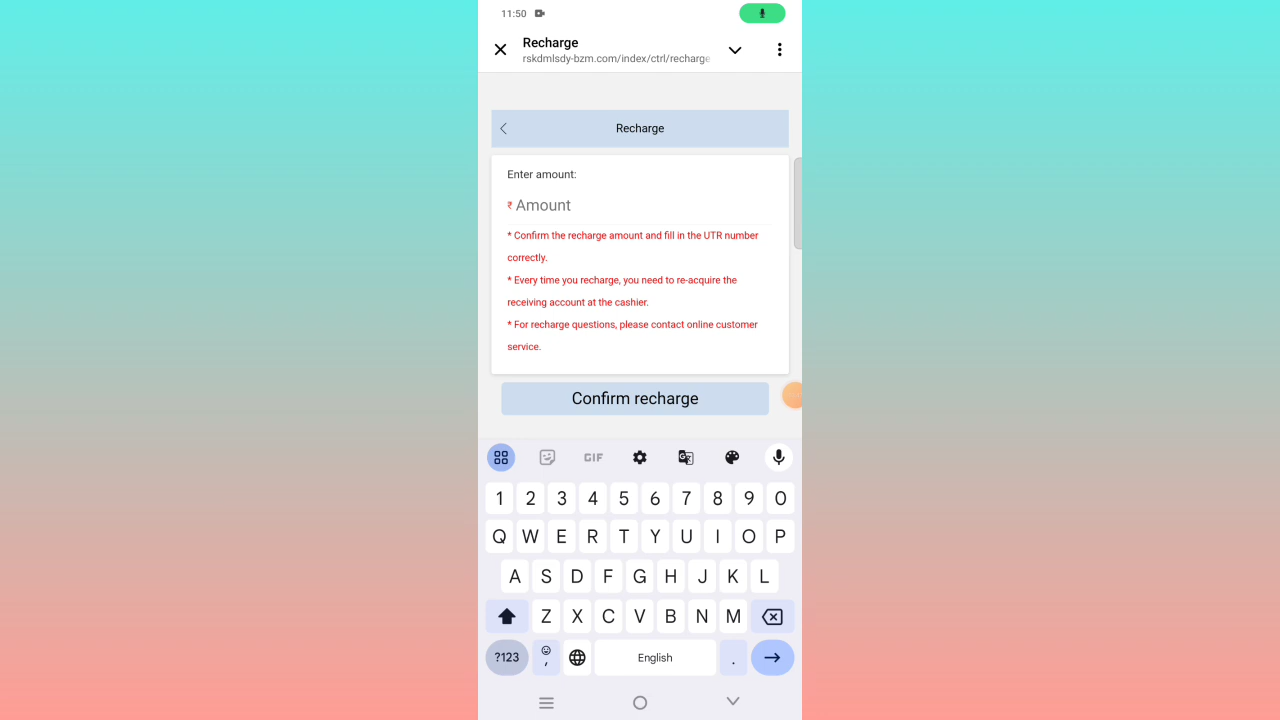 11:50
Recharge
rskdmlsdy-bzm.com/index/ctrl/recharge
Recharge
Enter amount:
₹ Amount
* Confirm the recharge amount and fill in the UTR number
correctly.
* Every time you recharge, you need to re-acquire the
receiving account at the cashier.
* For recharge questions, please contact online customer
service.
Confirm recharge
GIF
1 2 3 4 5 6 7 8 9 0
Q W E R T Y U I O P
A S D F G H J K L
Z X C V B N M
?123 , English .